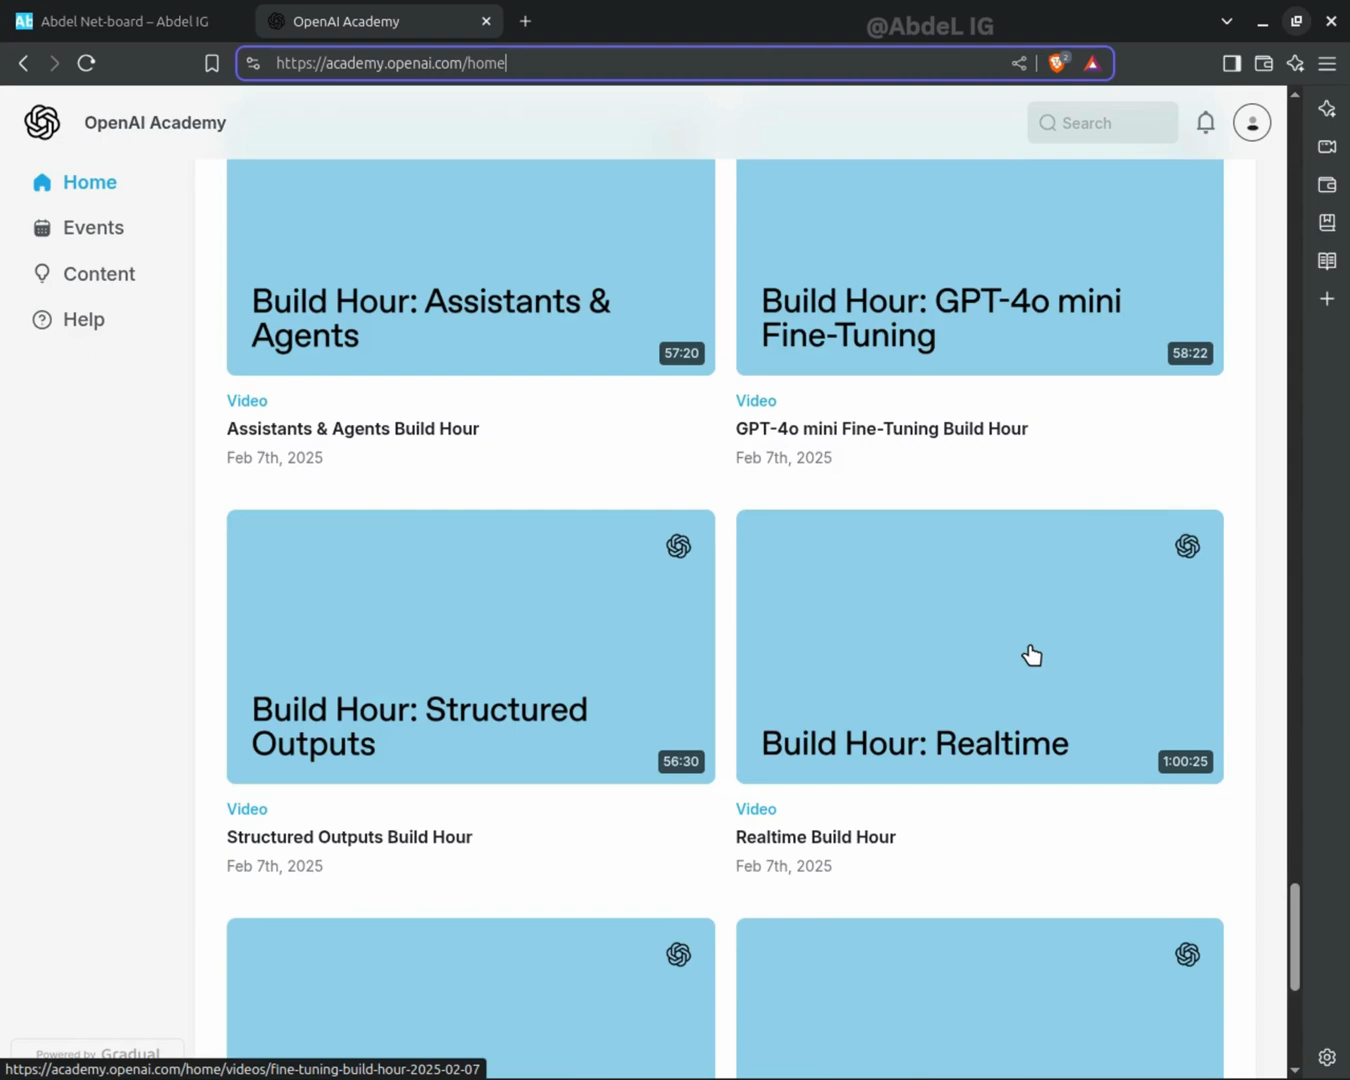 Ab Abdel Net-board – Abdel IG
OpenAI Academy
@AbdeL IG
https://academy.openai.com/home
2
OpenAI Academy
Search
Home
Events
Content
Help
Build Hour: Assistants &
Agents
57:20
Build Hour: GPT-4o mini
Fine-Tuning
58:22
Video
Assistants & Agents Build Hour
Feb 7th, 2025
Video
GPT-4o mini Fine-Tuning Build Hour
Feb 7th, 2025
Build Hour: Structured
Outputs
56:30
Build Hour: Realtime
1:00:25
Video
Structured Outputs Build Hour
Feb 7th, 2025
Video
Realtime Build Hour
Feb 7th, 2025
Powered by Gradual
https://academy.openai.com/home/videos/fine-tuning-build-hour-2025-02-07